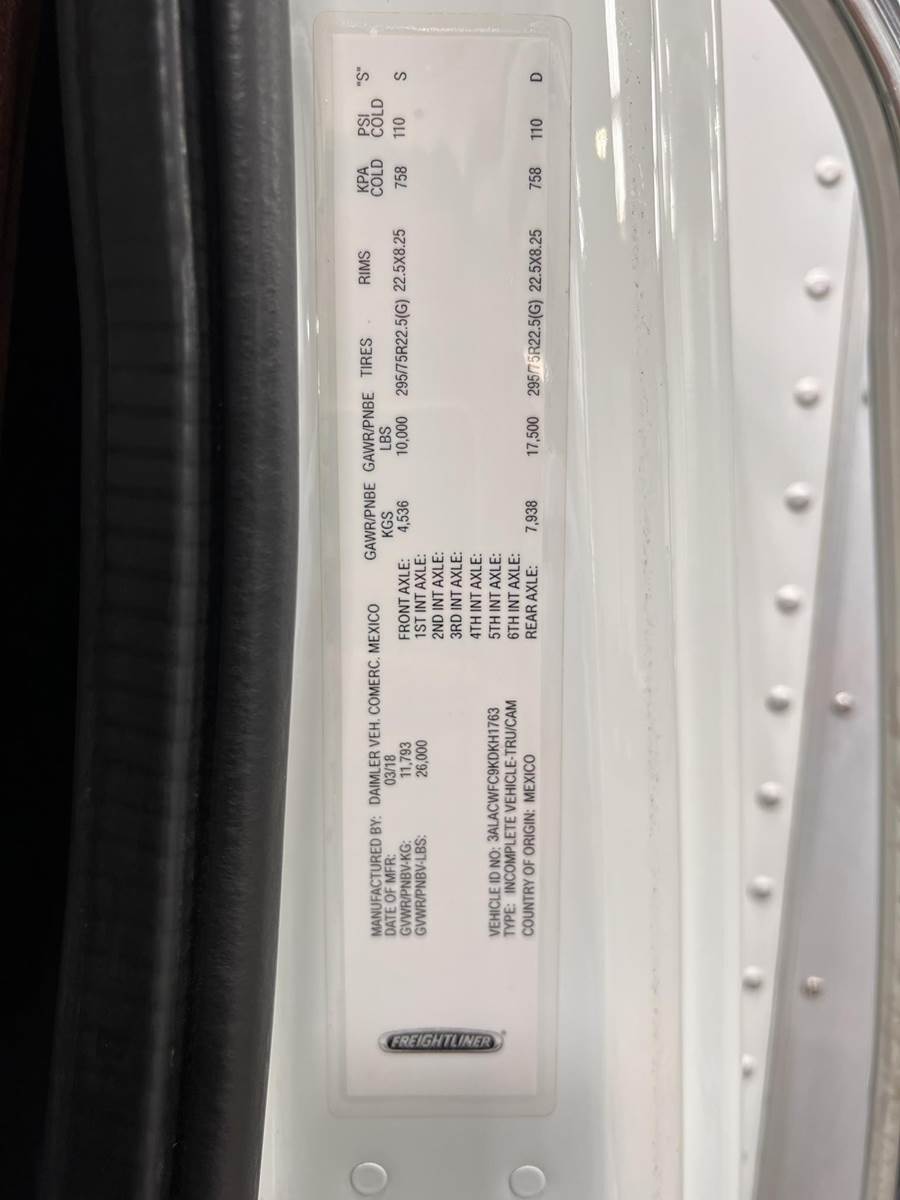 FREIGHTLINER
MANUFACTURED BY: DAIMLER VEH. COMERC. MEXICO
DATE OF MFR: 03/18
GVWR/PNBV-KG: 11,793
GVWR/PNBV-LBS: 26,000
VEHICLE ID NO: 3ALACWFC9KDKH1763
TYPE: INCOMPLETE VEHICLE-TRU/CAM
COUNTRY OF ORIGIN: MEXICO
GAWR/PNBE GAWR/PNBE TIRES RIMS KPA PSI "S"
KGS LBS COLD COLD
FRONT AXLE: 4,536 10,000 295/75R22.5(G) 22.5X8.25 758 110 S
1ST INT AXLE:
2ND INT AXLE:
3RD INT AXLE:
4TH INT AXLE:
5TH INT AXLE:
6TH INT AXLE:
REAR AXLE: 7,938 17,500 295/75R22.5(G) 22.5X8.25 758 110 D